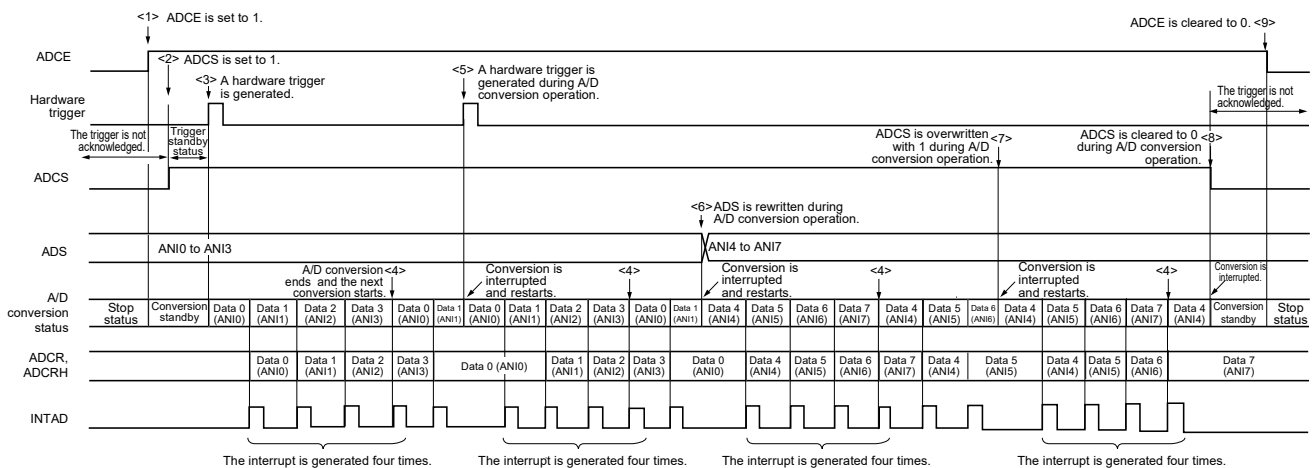 <1> ADCE is set to 1.
ADCE is cleared to 0. <9>
ADCE
<2> ADCS is set to 1.
<3> A hardware trigger
is generated.
<5> A hardware trigger is
generated during A/D
conversion operation.
Hardware
trigger
The trigger is not
acknowledged.
The trigger is not
acknowledged.
Trigger
standby
status
ADCS is overwritten <7>
with 1 during A/D
conversion operation.
ADCS is cleared to 0 <8>
during A/D conversion
operation.
ADCS
<6> ADS is rewritten during
A/D conversion operation.
ADS
ANI0 to ANI3
ANI4 to ANI7
A/D conversion <4>
ends and the next
conversion starts.
Conversion is
interrupted
and restarts.
<4>
Conversion is
interrupted
and restarts.
<4>
Conversion is
interrupted
and restarts.
<4>
Conversion is
interrupted.
A/D
conversion
status
Stop
status
Conversion
standby
Data 0
(ANI0)
Data 1
(ANI1)
Data 2
(ANI2)
Data 3
(ANI3)
Data 0
(ANI0)
Data 1
(ANI1)
Data 0
(ANI0)
Data 1
(ANI1)
Data 2
(ANI2)
Data 3
(ANI3)
Data 0
(ANI0)
Data 1
(ANI1)
Data 4
(ANI4)
Data 5
(ANI5)
Data 6
(ANI6)
Data 7
(ANI7)
Data 4
(ANI4)
Data 5
(ANI5)
Data 6
(ANI6)
Data 4
(ANI4)
Data 5
(ANI5)
Data 6
(ANI6)
Data 7
(ANI7)
Data 4
(ANI4)
Conversion
standby
Stop
status
ADCR,
ADCRH
Data 0
(ANI0)
Data 1
(ANI1)
Data 2
(ANI2)
Data 3
(ANI3)
Data 0 (ANI0)
Data 1
(ANI1)
Data 2
(ANI2)
Data 3
(ANI3)
Data 0
(ANI0)
Data 4
(ANI4)
Data 5
(ANI5)
Data 6
(ANI6)
Data 7
(ANI7)
Data 4
(ANI4)
Data 5
(ANI5)
Data 4
(ANI4)
Data 5
(ANI5)
Data 6
(ANI6)
Data 7
(ANI7)
INTAD
The interrupt is generated four times.
The interrupt is generated four times.
The interrupt is generated four times.
The interrupt is generated four times.